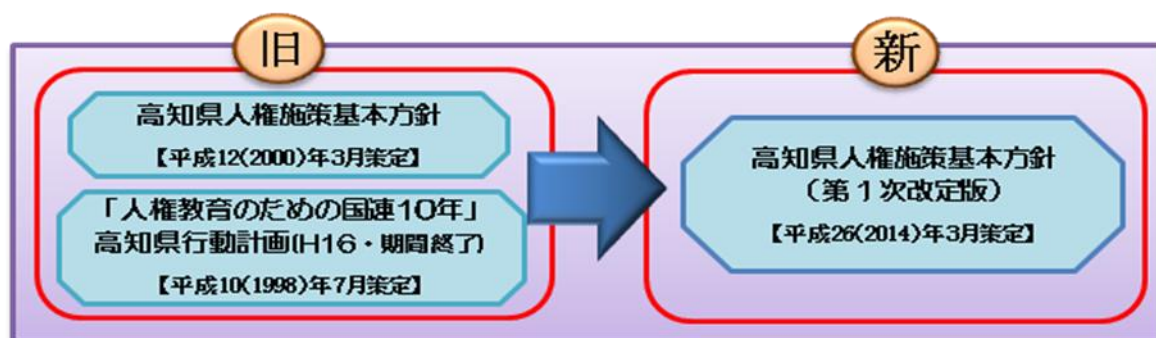 旧
高知県人権施策基本方針
【平成12(2000)年3月策定】
「人権教育のための国連10年」
高知県行動計画(H16・期間終了)
【平成10(1998)年7月策定】
新
高知県人権施策基本方針
(第1次改定版)
【平成26(2014)年3月策定】